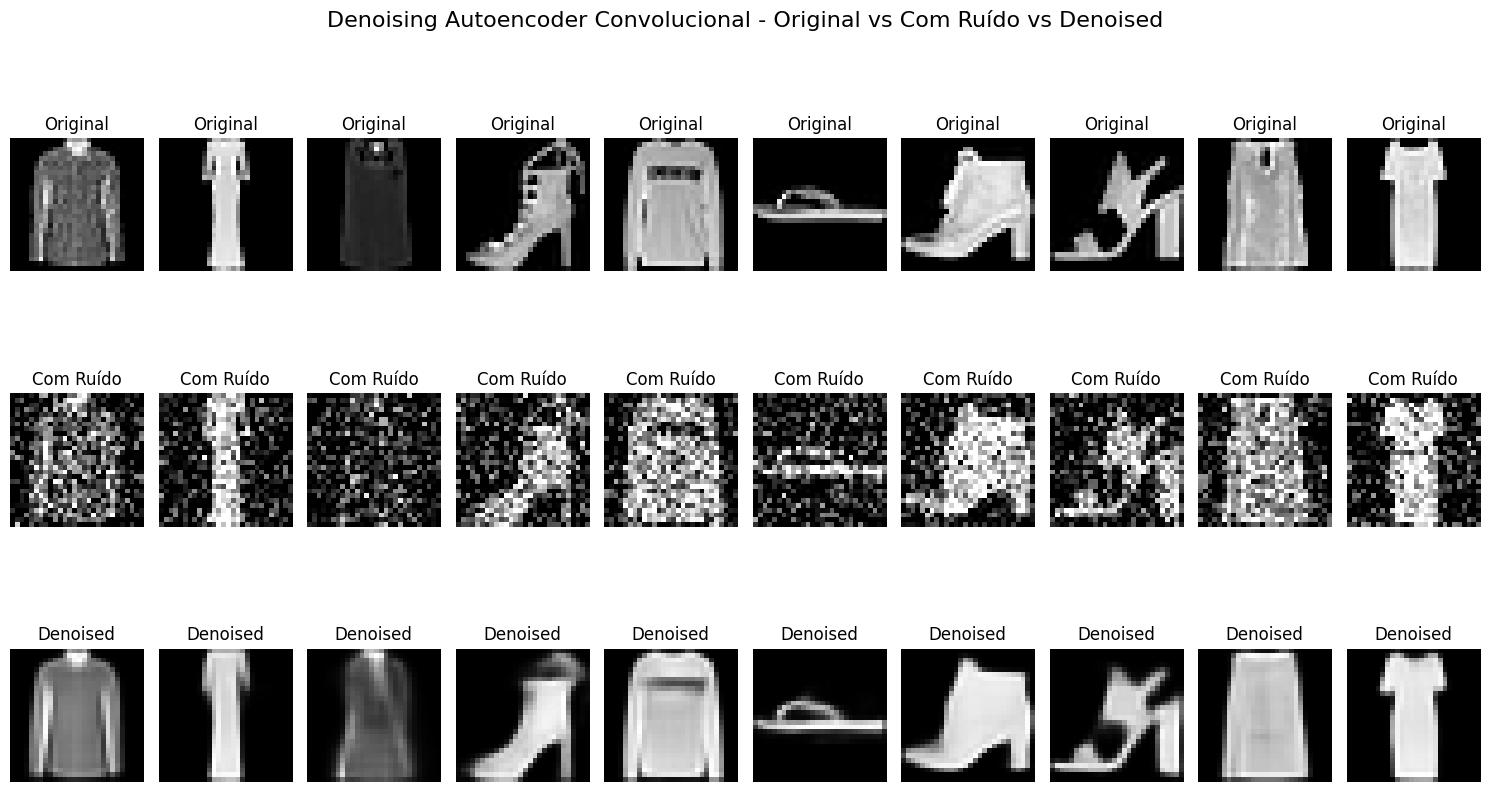 Denoising Autoencoder Convolucional - Original vs Com Ruído vs Denoised
Original Original Original Original Original Original Original Original Original Original
Com Ruído Com Ruído Com Ruído Com Ruído Com Ruído Com Ruído Com Ruído Com Ruído Com Ruído Com Ruído
Denoised Denoised Denoised Denoised Denoised Denoised Denoised Denoised Denoised Denoised